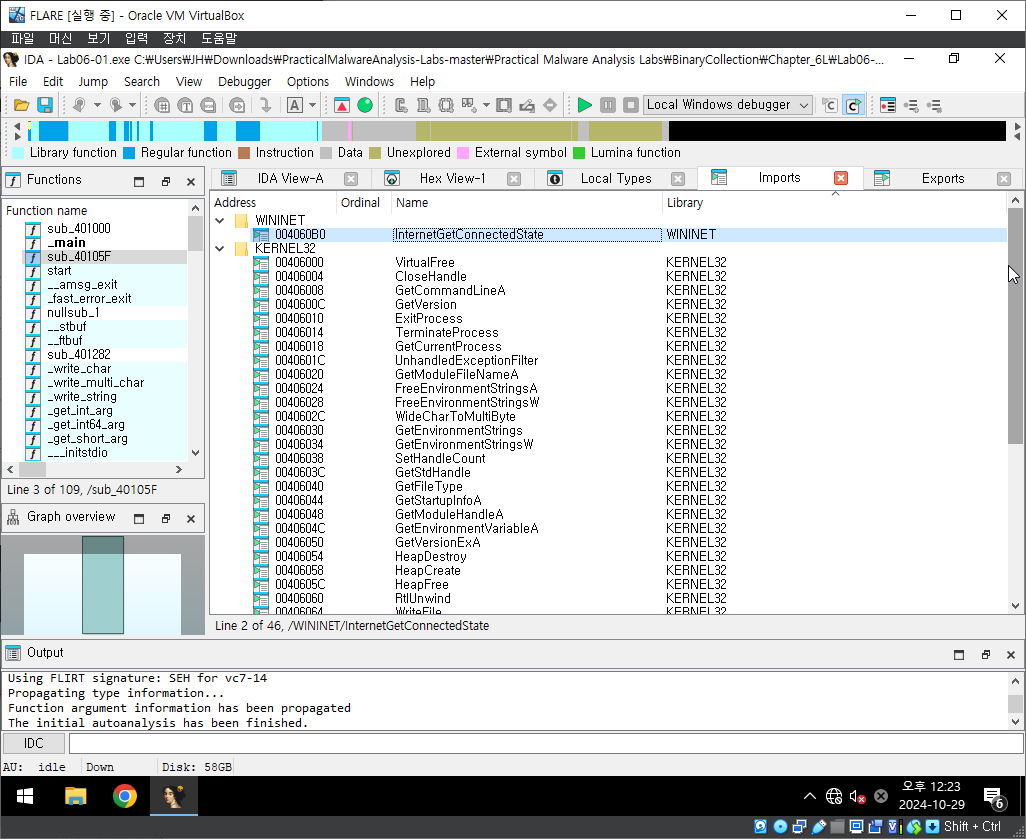 FLARE [실행 중] - Oracle VM VirtualBox
파일 머신 보기 입력 장치 도움말
IDA - Lab06-01.exe C:₩Users₩JH₩Downloads₩PracticalMalwareAnalysis-Labs-master₩Practical Malware Analysis Labs₩BinaryCollection₩Chapter_6L₩Lab06-...
File Edit Jump Search View Debugger Options Windows Help
Local Windows debugger
Library function Regular function Instruction Data Unexplored External symbol Lumina function
Functions
Function name
sub_401000
_main
sub_40105F
start
__amsg_exit
_fast_error_exit
nullsub_1
__stbuf
__ftbuf
sub_401282
_write_char
_write_multi_char
_write_string
_get_int_arg
_get_int64_arg
_get_short_arg
___initstdio
Line 3 of 109, /sub_40105F
Graph overview
IDA View-A Hex View-1 Local Types Imports Exports
Address Ordinal Name Library
WININET
004060B0 InternetGetConnectedState WININET
KERNEL32
00406000 VirtualFree KERNEL32
00406004 CloseHandle KERNEL32
00406008 GetCommandLineA KERNEL32
0040600C GetVersion KERNEL32
00406010 ExitProcess KERNEL32
00406014 TerminateProcess KERNEL32
00406018 GetCurrentProcess KERNEL32
0040601C UnhandledExceptionFilter KERNEL32
00406020 GetModuleFileNameA KERNEL32
00406024 FreeEnvironmentStringsA KERNEL32
00406028 FreeEnvironmentStringsW KERNEL32
0040602C WideCharToMultiByte KERNEL32
00406030 GetEnvironmentStrings KERNEL32
00406034 GetEnvironmentStringsW KERNEL32
00406038 SetHandleCount KERNEL32
0040603C GetStdHandle KERNEL32
00406040 GetFileType KERNEL32
00406044 GetStartupInfoA KERNEL32
00406048 GetModuleHandleA KERNEL32
0040604C GetEnvironmentVariableA KERNEL32
00406050 GetVersionExA KERNEL32
00406054 HeapDestroy KERNEL32
00406058 HeapCreate KERNEL32
0040605C HeapFree KERNEL32
00406060 RtlUnwind KERNEL32
00406064 WriteFile KERNEL32
Line 2 of 46, /WININET/InternetGetConnectedState
Output
Using FLIRT signature: SEH for vc7-14
Propagating type information...
Function argument information has been propagated
The initial autoanalysis has been finished.
IDC
AU: idle Down Disk: 58GB
오후 12:23
2024-10-29
6
Shift + Ctrl